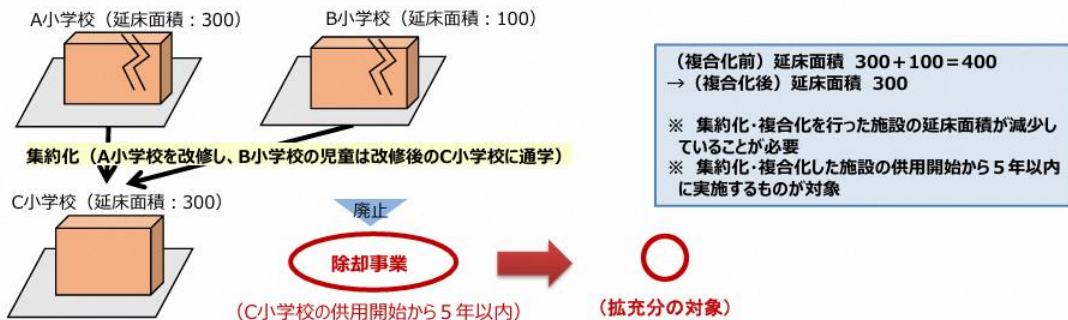 A小学校（延床面積：300）
B小学校（延床面積：100）
集約化（A小学校を改修し、B小学校の児童は改修後のC小学校に通学）
C小学校（延床面積：300）
廃止
除却事業
（C小学校の供用開始から５年以内）
（拡充分の対象）
（複合化前）延床面積 300＋100＝400
→（複合化後）延床面積 300
※ 集約化・複合化を行った施設の延床面積が減少し
ていることが必要
※ 集約化・複合化した施設の供用開始から５年以内
に実施するものが対象